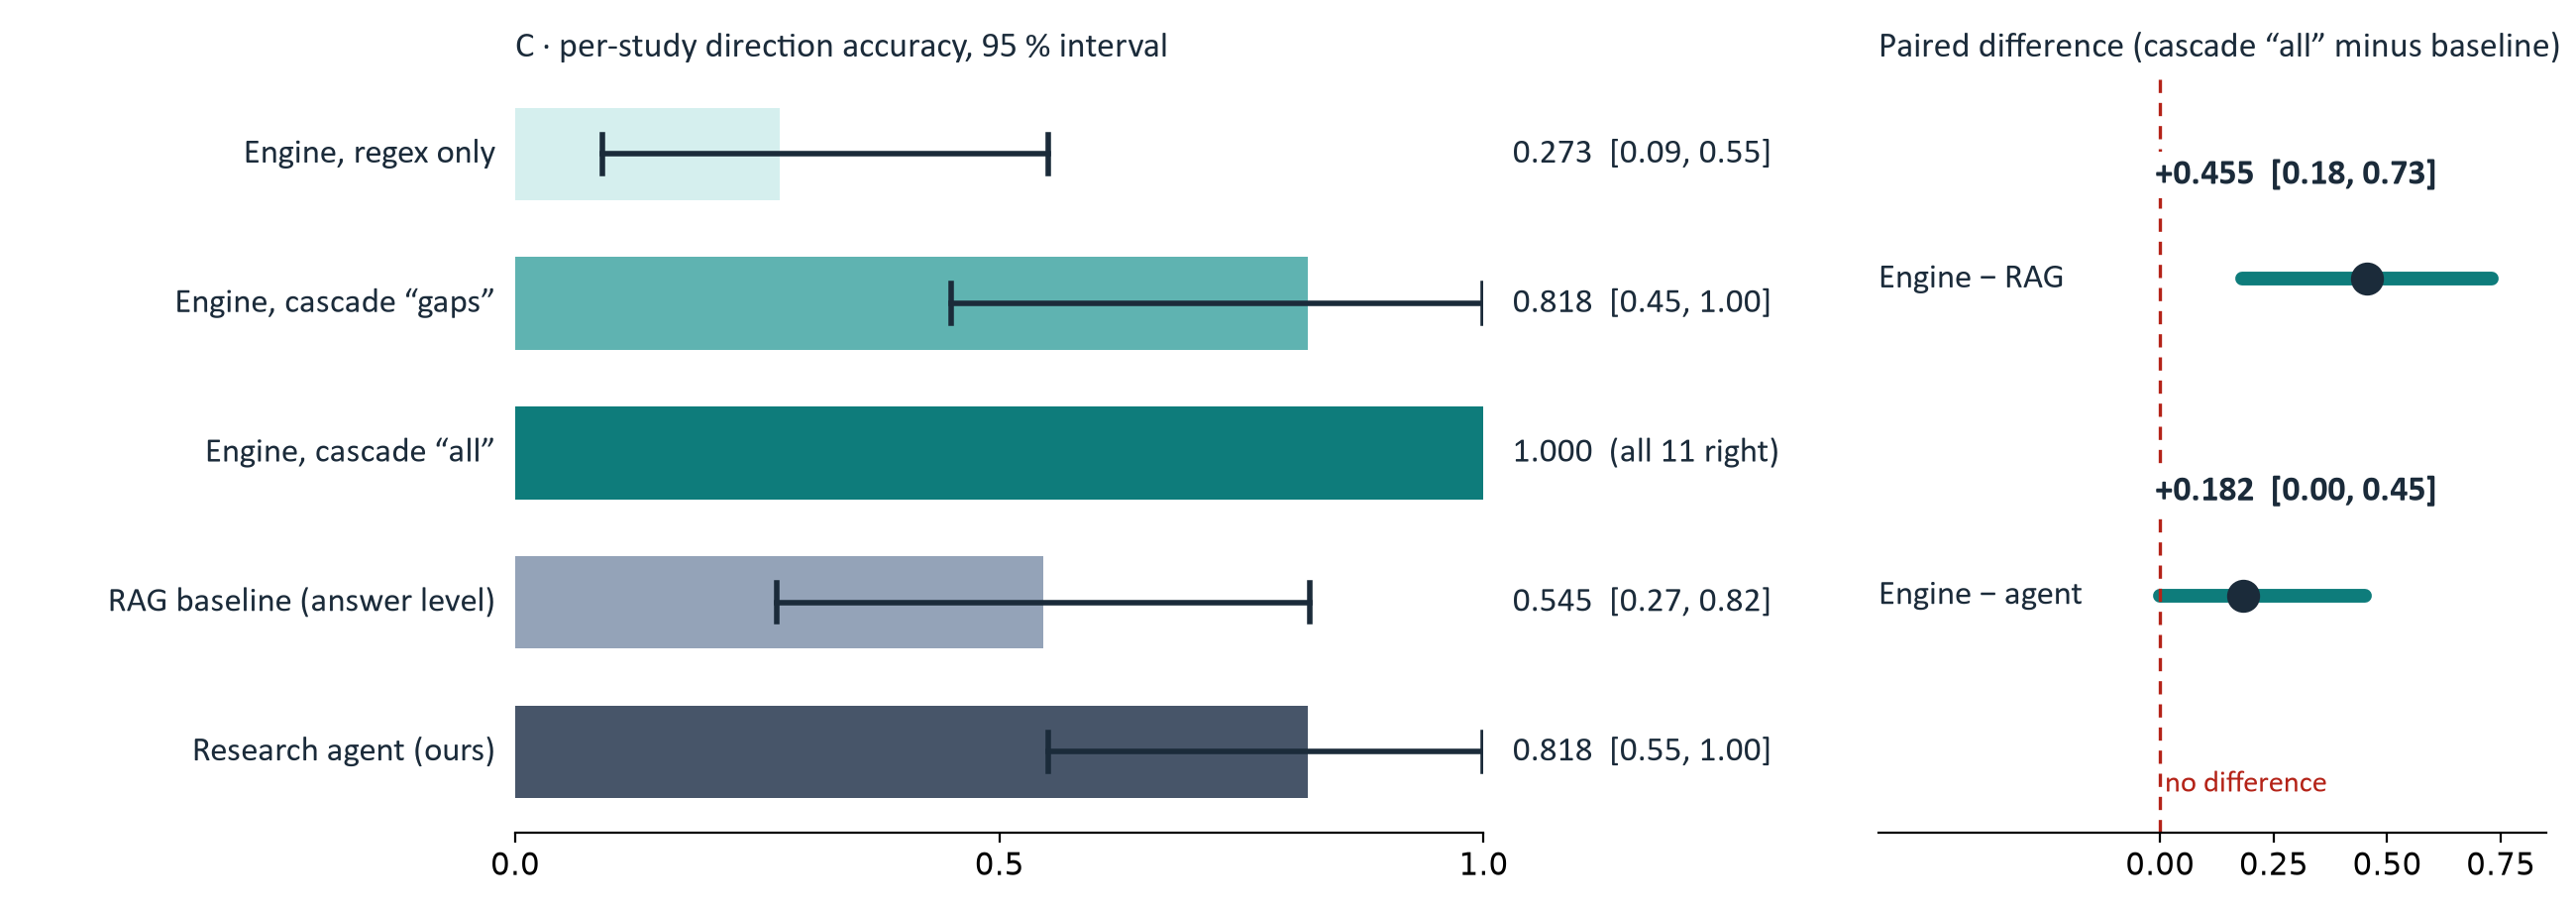 C · per-study direction accuracy, 95 % interval
Engine, regex only
0.273 [0.09, 0.55]
Engine, cascade “gaps”
0.818 [0.45, 1.00]
Engine, cascade “all”
1.000 (all 11 right)
RAG baseline (answer level)
0.545 [0.27, 0.82]
Research agent (ours)
0.818 [0.55, 1.00]
0.0 0.5 1.0
Paired difference (cascade “all” minus baseline)
+0.455 [0.18, 0.73]
Engine − RAG
+0.182 [0.00, 0.45]
Engine − agent
no difference
0.00 0.25 0.50 0.75